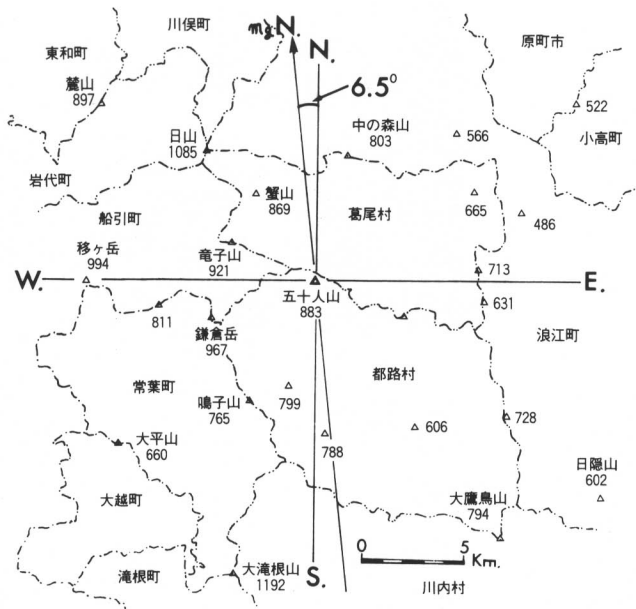 川俣町
mg N.
N.
原町市
東和町
6.5°
麓山
897
522
日山
1085
中の森山
803
566
小高町
岩代町
蟹山
869
葛尾村
665
486
船引町
移ヶ岳
994
竜子山
921
713
W.
E.
五十人山
883
631
811
鎌倉岳
967
浪江町
都路村
常葉町
799
鳴子山
765
728
606
788
大平山
660
日隠山
602
大越町
大鷹鳥山
794
0 5
Km.
滝根町
大滝根山
1192
S.
川内村